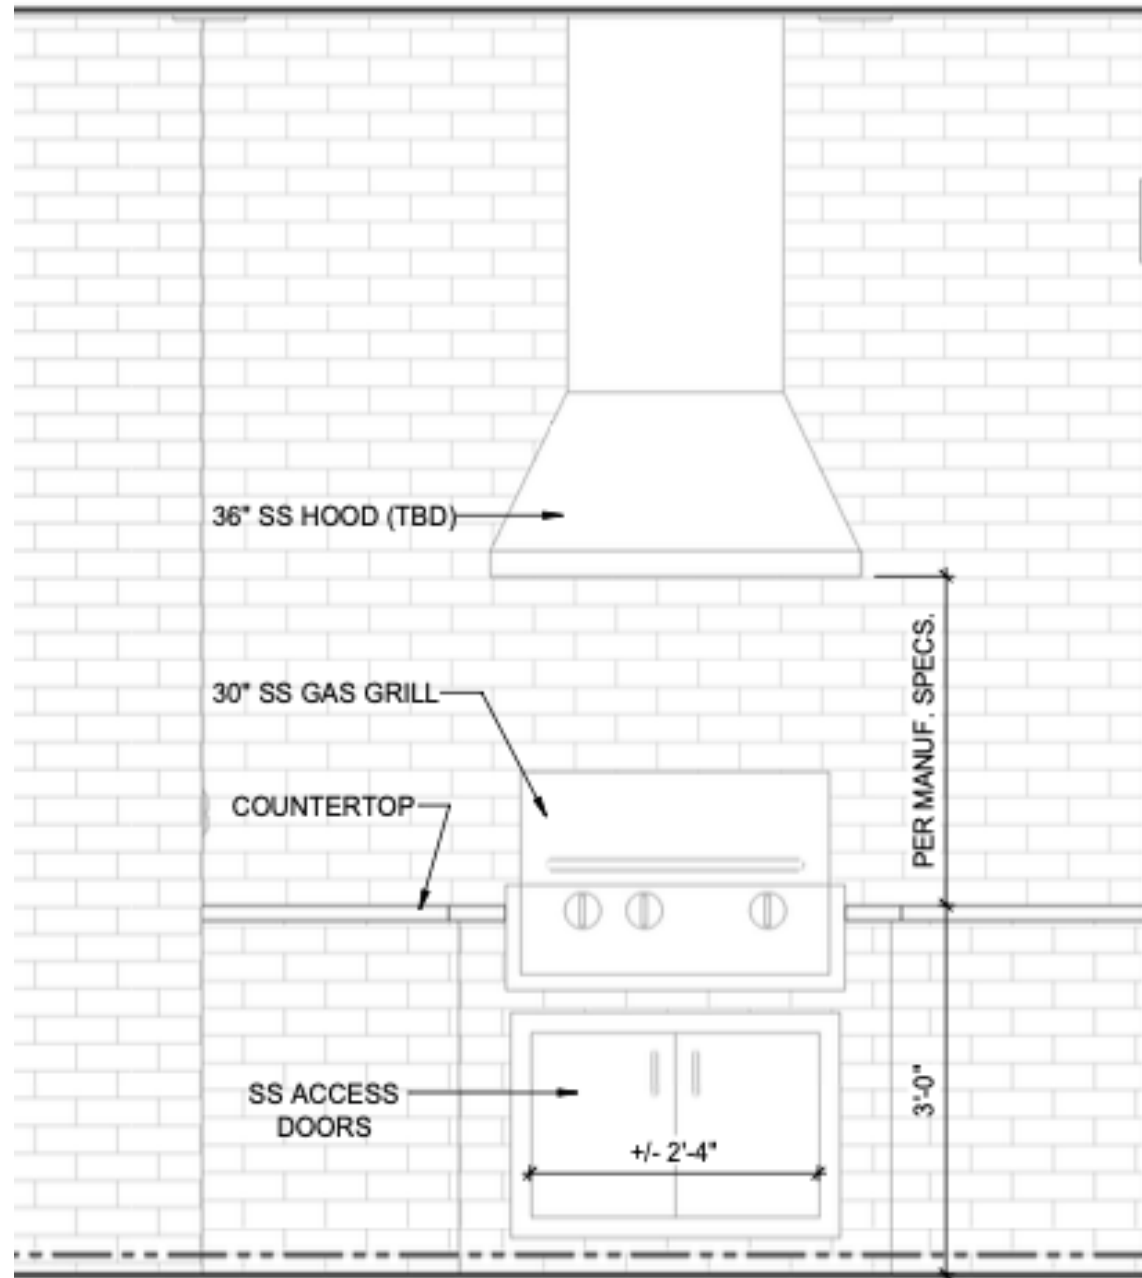 36" SS HOOD (TBD)
PER MANUF. SPECS.
30" SS GAS GRILL
COUNTERTOP
SS ACCESS
DOORS
3'-0"
+/- 2'-4"